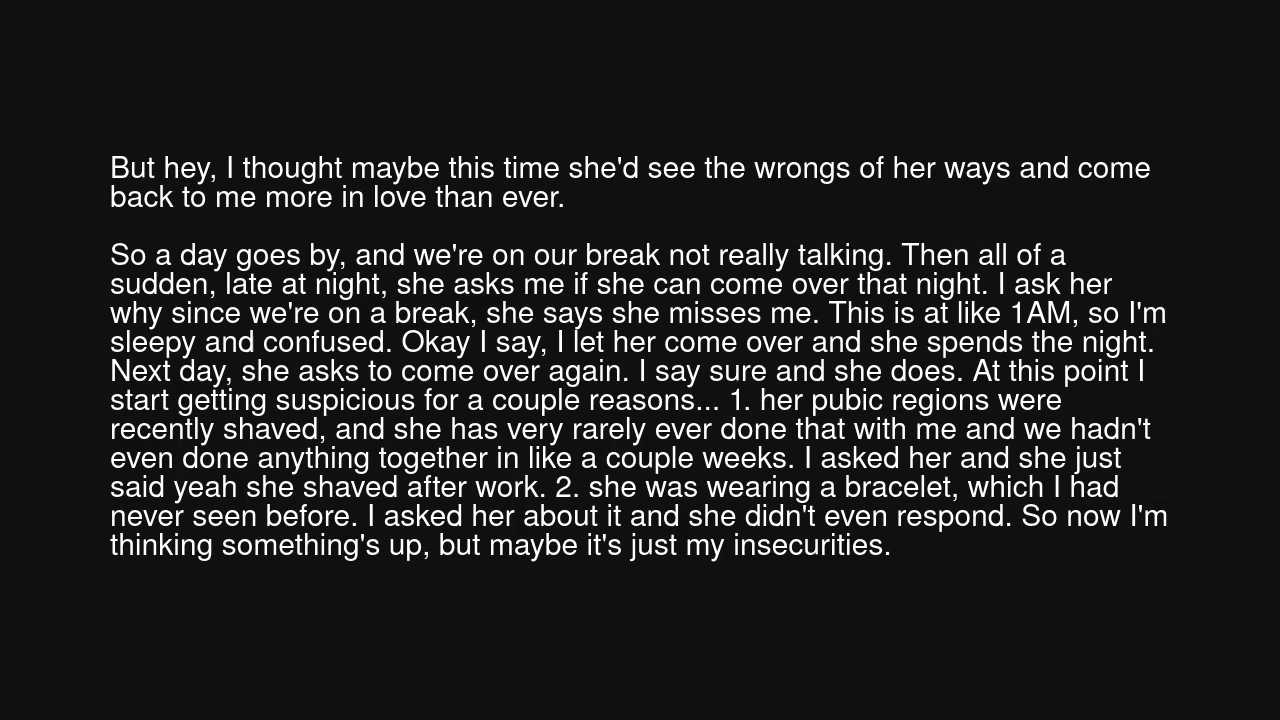 But hey, I thought maybe this time she'd see the wrongs of her ways and come
back to me more in love than ever.
So a day goes by, and we're on our break not really talking. Then all of a
sudden, late at night, she asks me if she can come over that night. I ask her
why since we're on a break, she says she misses me. This is at like 1AM, so I'm
sleepy and confused. Okay I say, I let her come over and she spends the night.
Next day, she asks to come over again. I say sure and she does. At this point I
start getting suspicious for a couple reasons... 1. her pubic regions were
recently shaved, and she has very rarely ever done that with me and we hadn't
even done anything together in like a couple weeks. I asked her and she just
said yeah she shaved after work. 2. she was wearing a bracelet, which I had
never seen before. I asked her about it and she didn't even respond. So now I'm
thinking something's up, but maybe it's just my insecurities.